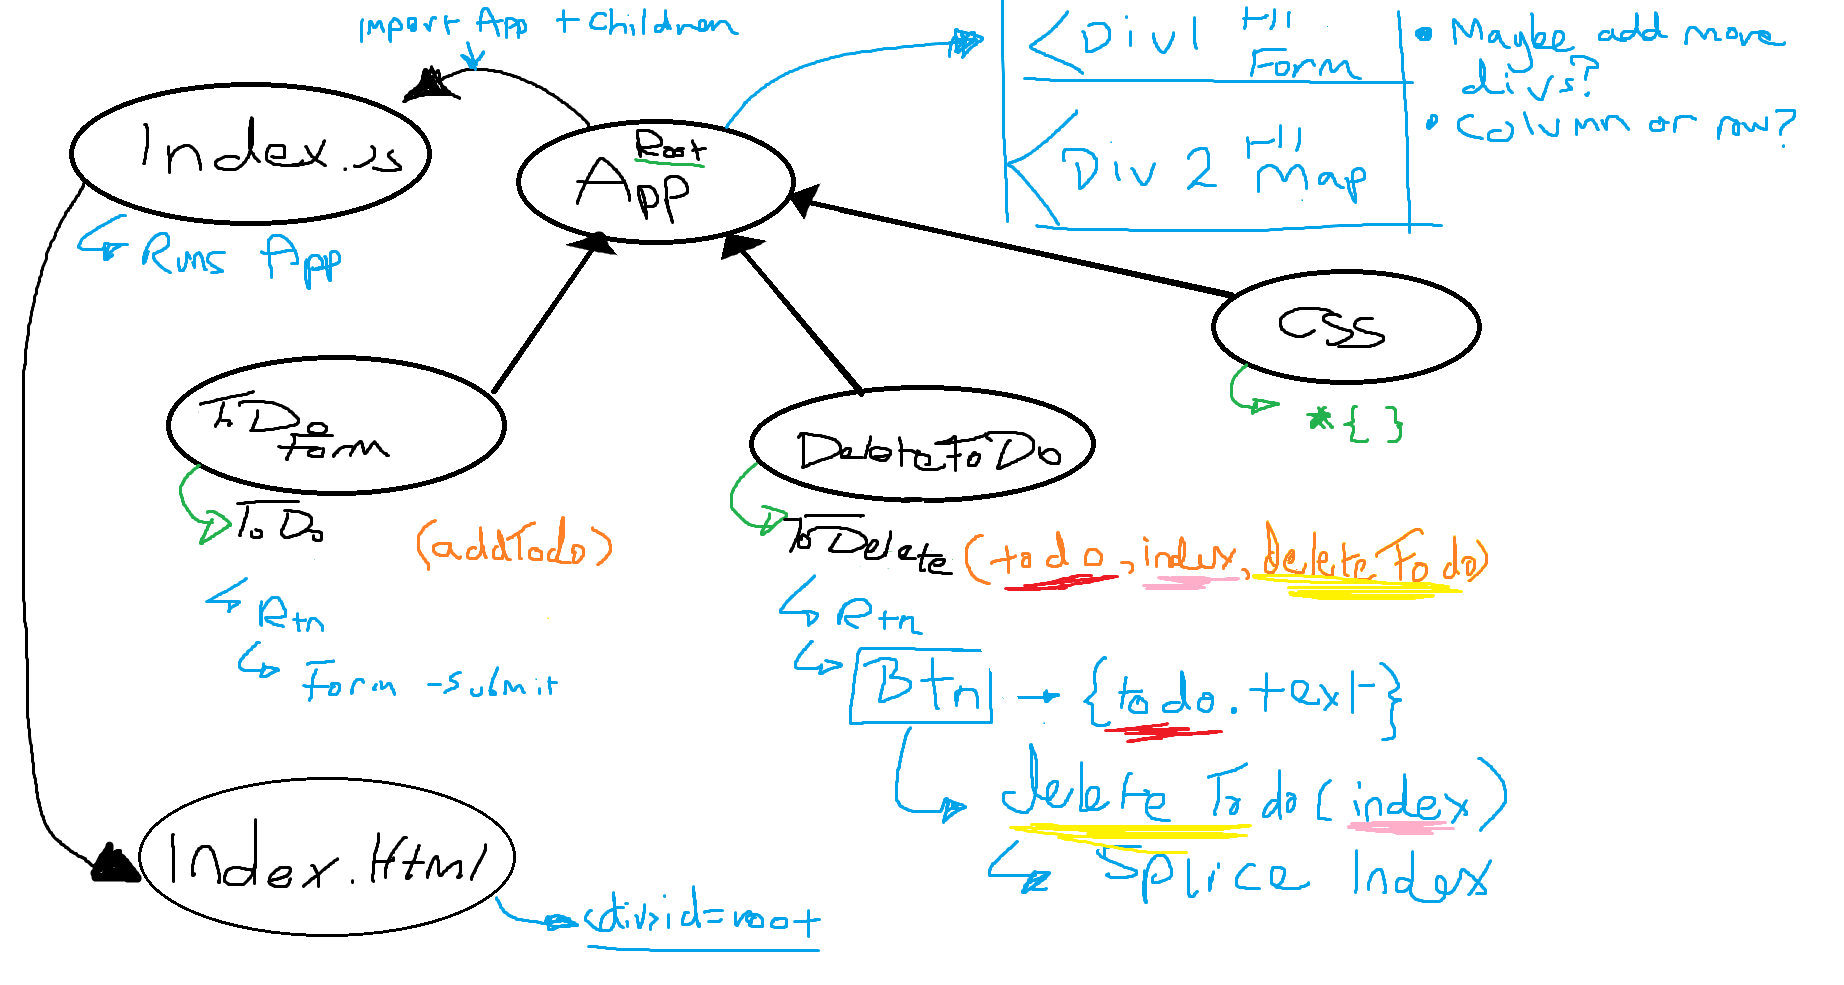 Import App + Children
Index.js
Runs App
Root
App
<Div1 H1
Form
<Div 2 H1
Map
• Maybe add more
divs?
• Column or row?
CSS
*{ }
ToDo
Form
ToDo
(addTodo)
Rtn
Form -submit
DeleteToDo
ToDelete (todo, index, deleteTodo)
Rtn
Btn → {todo.text}
deleteTodo(index)
Splice Index
Index.Html
<div>id=root